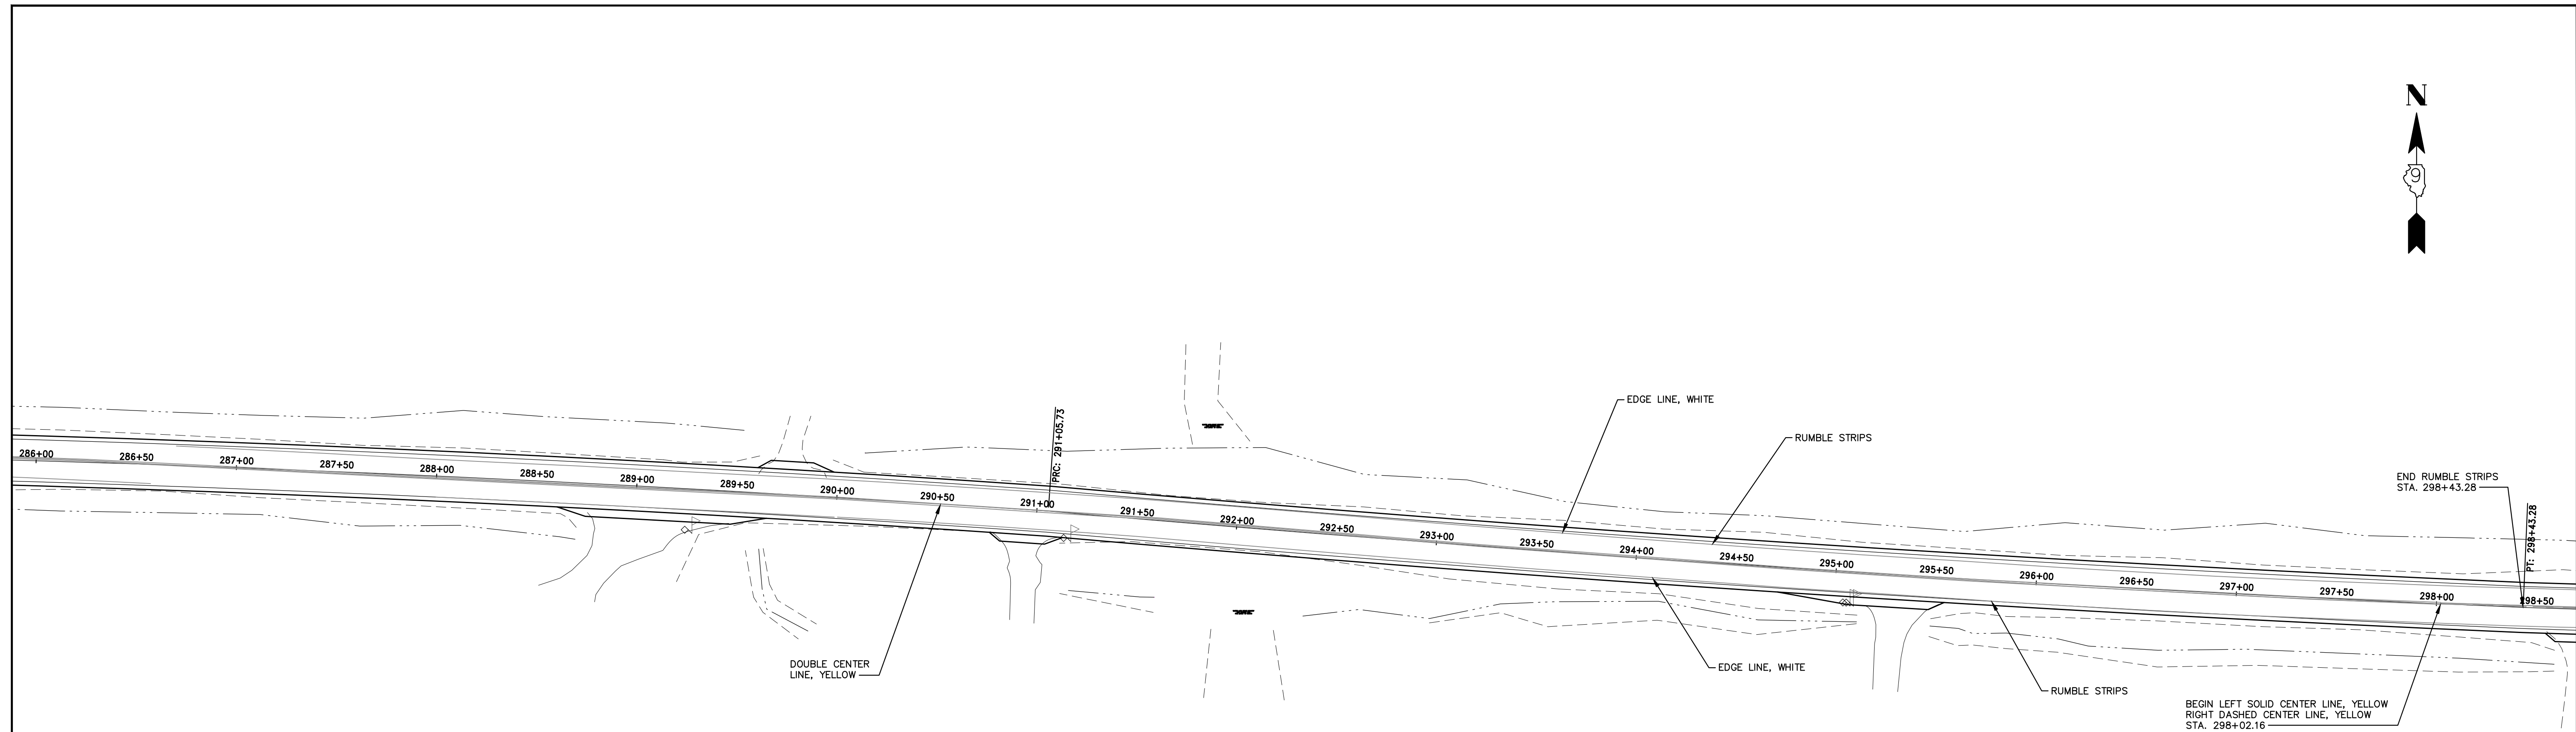 N
9
EDGE LINE, WHITE
RUMBLE STRIPS
PRC: 291+05.73
END RUMBLE STRIPS
STA. 298+43.28
PT: 298+43.28
286+00
286+50
287+00
287+50
288+00
288+50
289+00
289+50
290+00
290+50
291+00
291+50
292+00
292+50
293+00
293+50
294+00
294+50
295+00
295+50
296+00
296+50
297+00
297+50
298+00
298+50
DOUBLE CENTER
LINE, YELLOW
EDGE LINE, WHITE
RUMBLE STRIPS
BEGIN LEFT SOLID CENTER LINE, YELLOW
RIGHT DASHED CENTER LINE, YELLOW
STA. 298+02.16